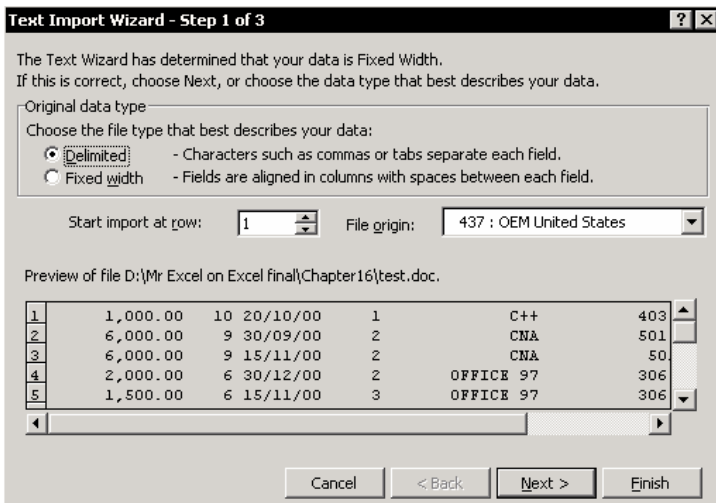 Text Import Wizard - Step 1 of 3
The Text Wizard has determined that your data is Fixed Width.
If this is correct, choose Next, or choose the data type that best describes your data.
Original data type
Choose the file type that best describes your data:
Delimited - Characters such as commas or tabs separate each field.
Fixed width - Fields are aligned in columns with spaces between each field.
Start import at row: 1 File origin: 437 : OEM United States
Preview of file D:\Mr Excel on Excel final\Chapter16\test.doc.
1 1,000.00 10 20/10/00 1 C++ 403
2 6,000.00 9 30/09/00 2 CNA 501
3 6,000.00 9 15/11/00 2 CNA 50.
4 2,000.00 6 30/12/00 2 OFFICE 97 306
5 1,500.00 6 15/11/00 3 OFFICE 97 306
Cancel < Back Next > Finish